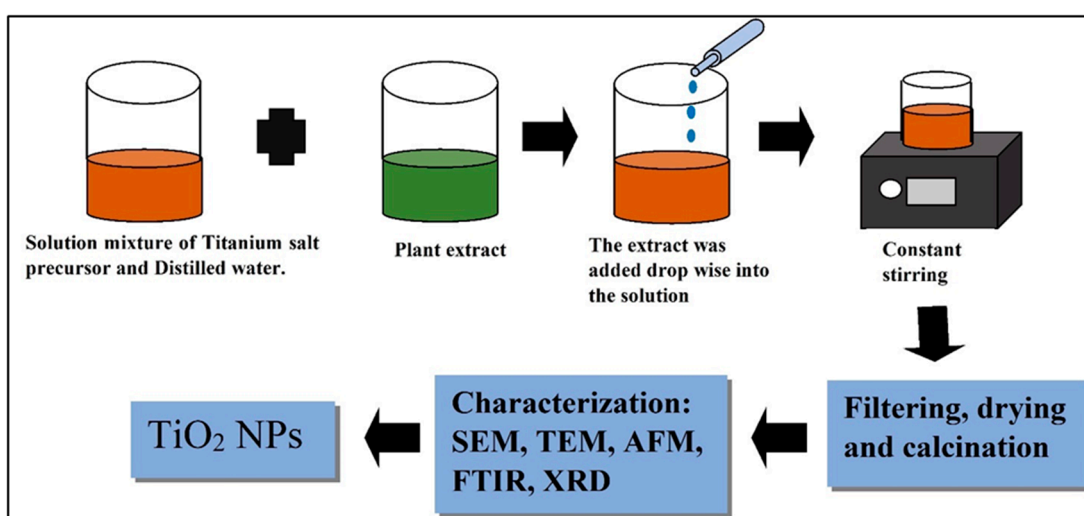 Solution mixture of Titanium salt
precursor and Distilled water.
Plant extract
The extract was
added drop wise into
the solution
Constant
stirring
Filtering, drying
and calcination
Characterization:
SEM, TEM, AFM,
FTIR, XRD
TiO₂ NPs